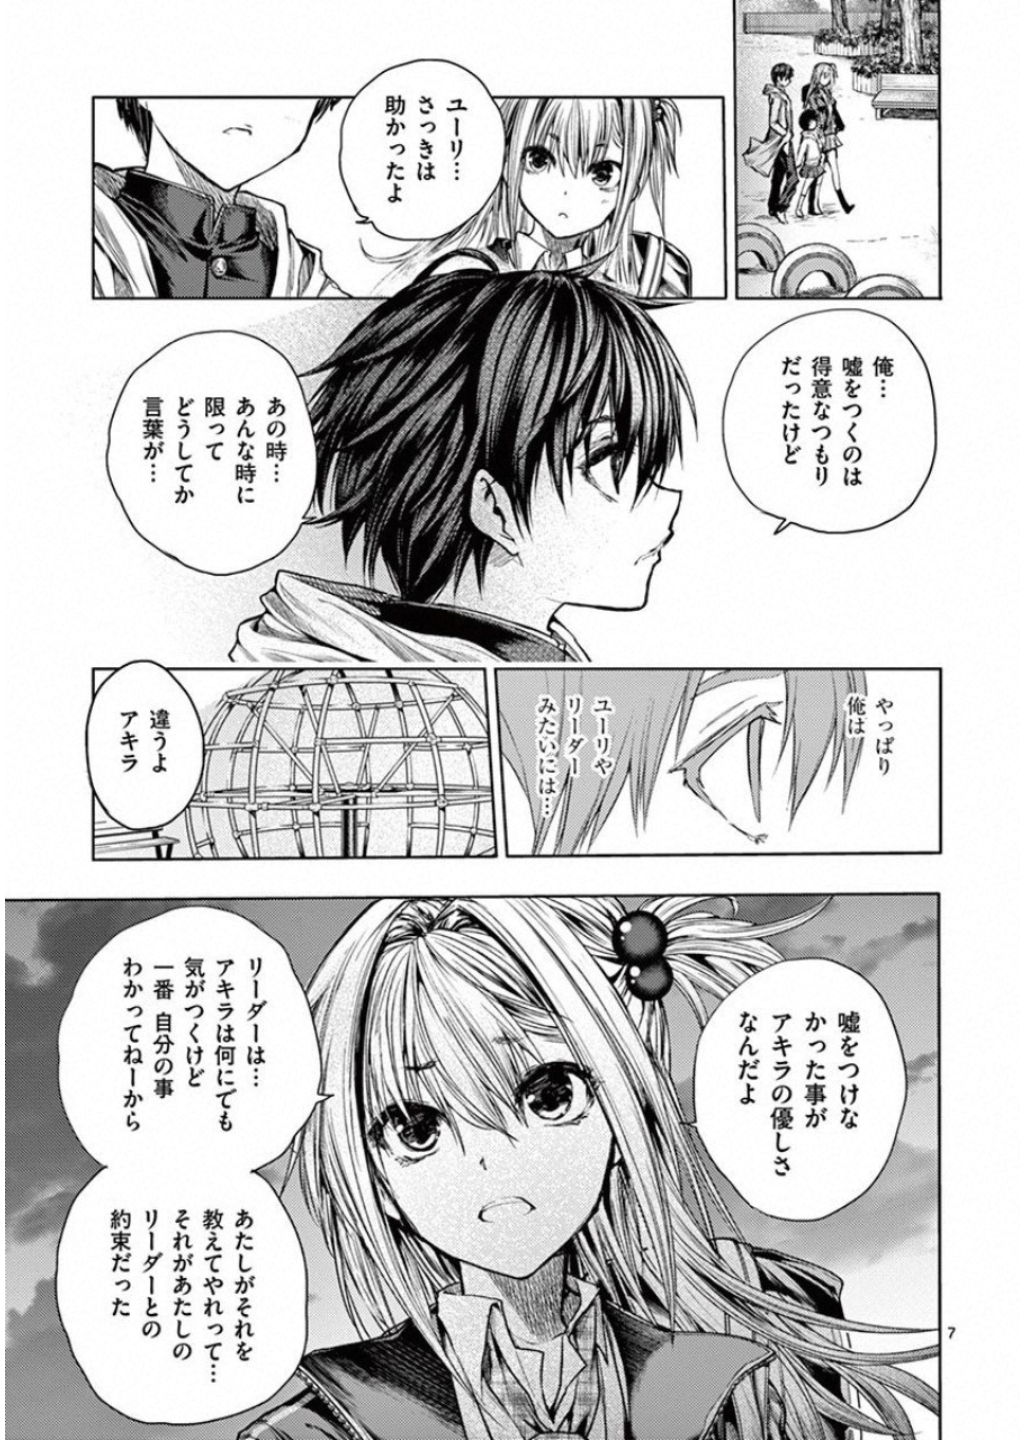 ユーリ…
さっきは
助かったよ
俺…
嘘をつくのは
得意なつもり
だったけど
あの時…
あんな時に
限って
どうしてか
言葉が…
やっぱり
俺は
ユーリや
リーダー
みたいには…
違うよ
アキラ
嘘をつけな
かった事が
アキラの優しさ
なんだよ
リーダーは…
アキラは何にでも
気がつくけど
一番 自分の事
わかってねーから
あたしがそれを
教えてやれって…
それがあたしの
リーダーとの
約束だった
7